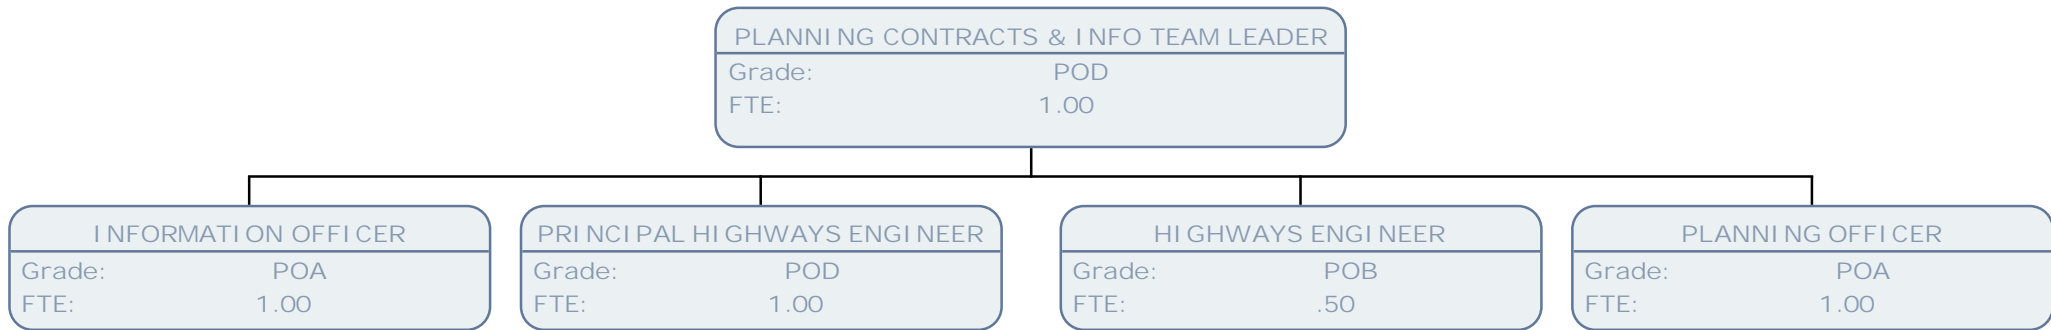 PLANNING CONTRACTS & INFO TEAM LEADER
Grade: POD
FTE: 1.00
INFORMATION OFFICER
Grade: POA
FTE: 1.00
PRINCIPAL HIGHWAYS ENGINEER
Grade: POD
FTE: 1.00
HIGHWAYS ENGINEER
Grade: POB
FTE: .50
PLANNING OFFICER
Grade: POA
FTE: 1.00